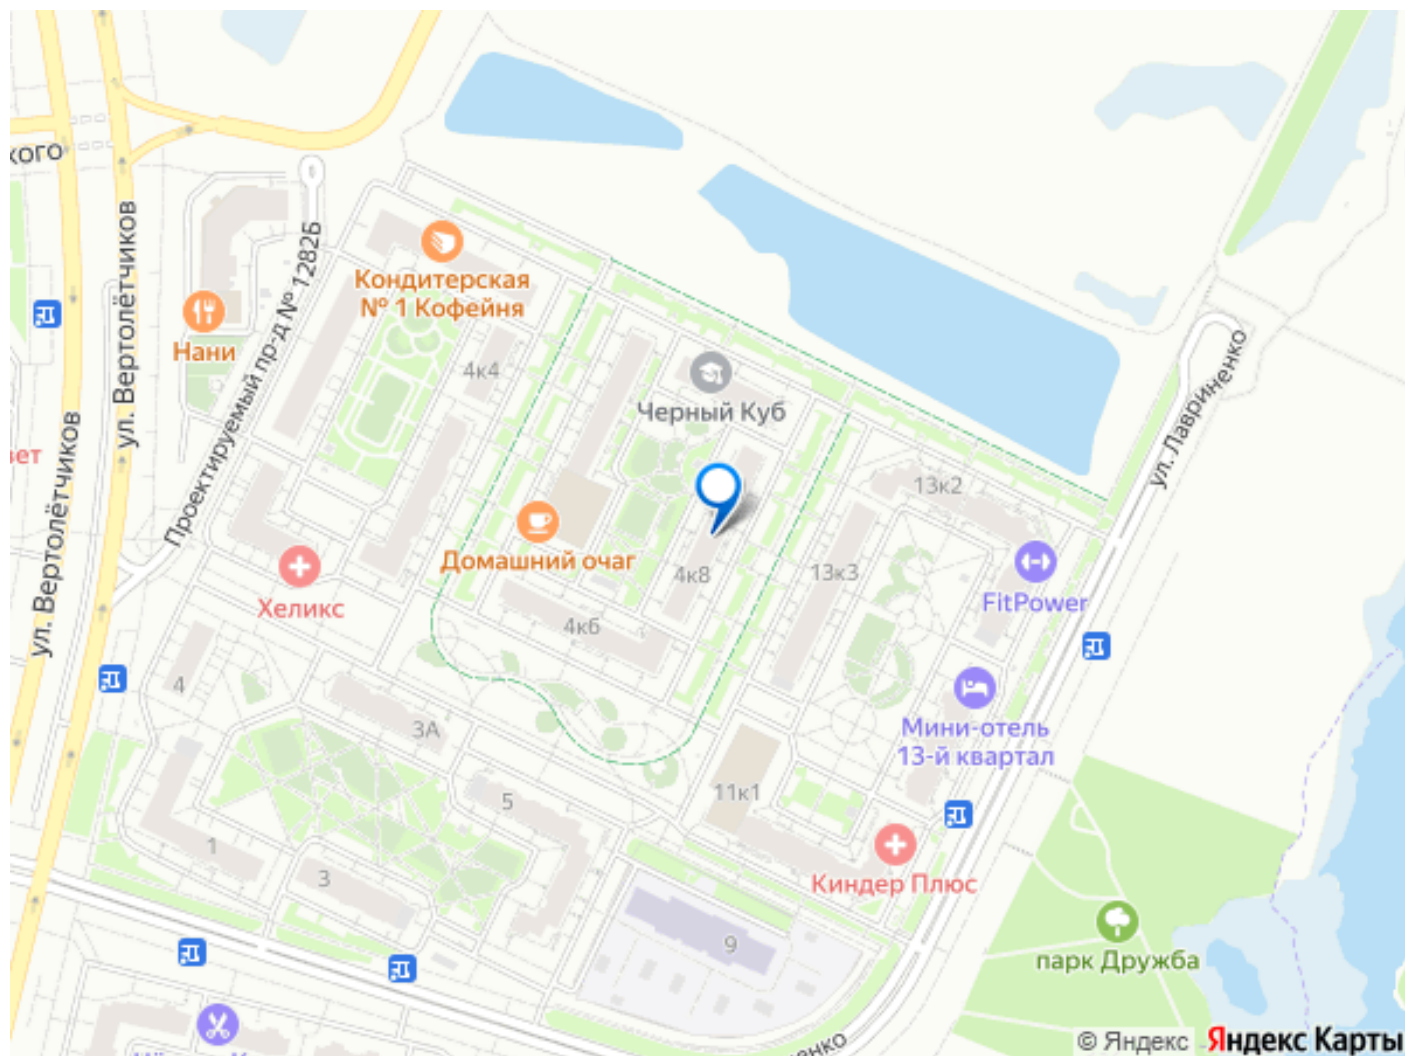 кого
ул. Вертолётчиков
ул. Вертолётчиков
Проектируемый пр-д № 1282Б
Кондитерская
№ 1 Кофейня
Нани
4к4
Черный Куб
ул. Лавриненко
вет
13к2
Домашний очаг
4к8
13к3
FitPower
Хеликс
4к6
4
3А
Мини-отель
13-й квартал
11к1
5
1
3
Киндер Плюс
9
парк Дружба
енко
© Яндекс Яндекс Карты